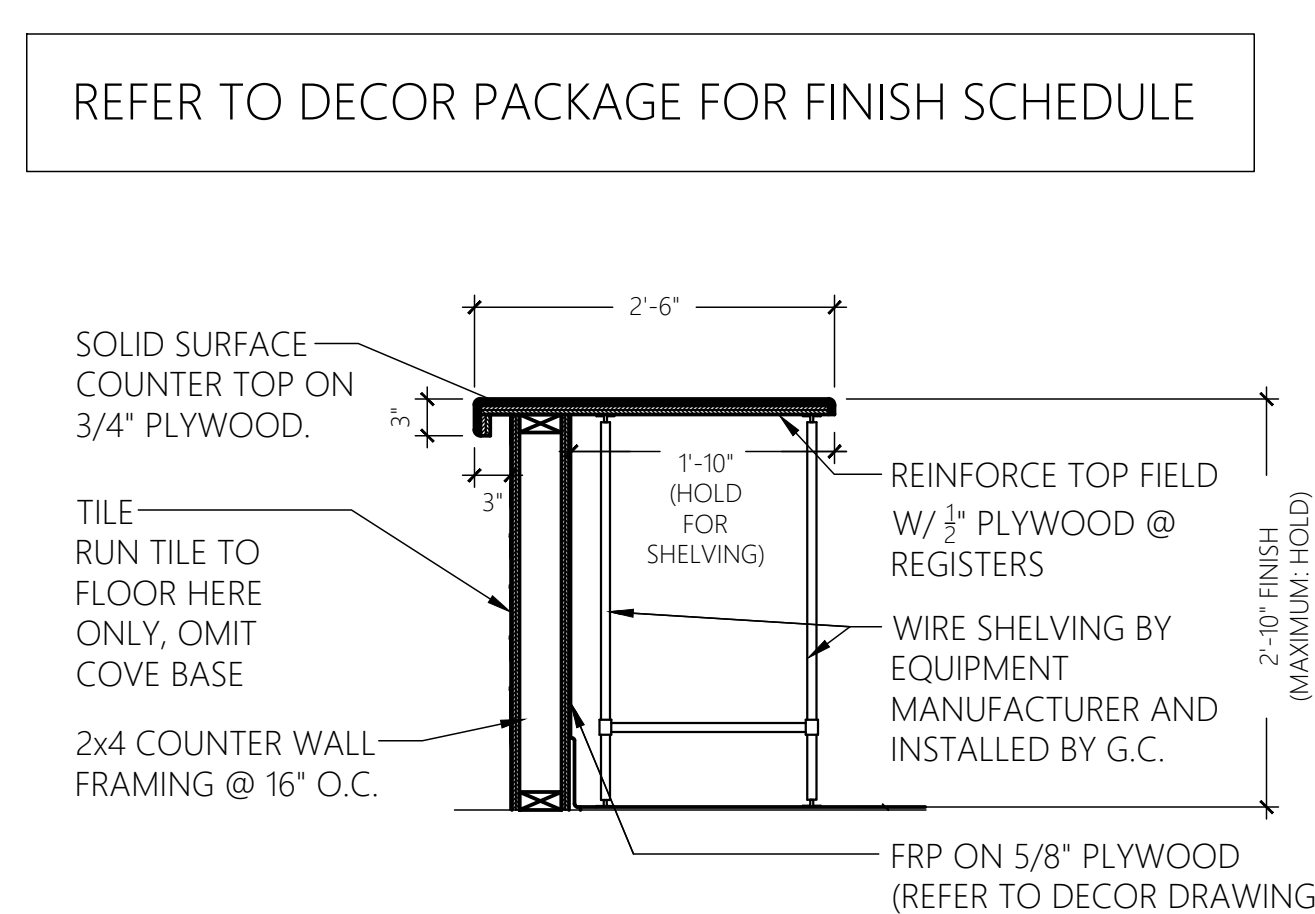 REFER TO DECOR PACKAGE FOR FINISH SCHEDULE
2'-6"
SOLID SURFACE
COUNTER TOP ON
3/4" PLYWOOD.
3"
3"
1'-10"
(HOLD
FOR
SHELVING)
TILE
RUN TILE TO
FLOOR HERE
ONLY, OMIT
COVE BASE
2x4 COUNTER WALL
FRAMING @ 16" O.C.
REINFORCE TOP FIELD
W/ 1/2" PLYWOOD @
REGISTERS
WIRE SHELVING BY
EQUIPMENT
MANUFACTURER AND
INSTALLED BY G.C.
2'-10" FINISH
(MAXIMUM: HOLD)
FRP ON 5/8" PLYWOOD
(REFER TO DECOR DRAWING